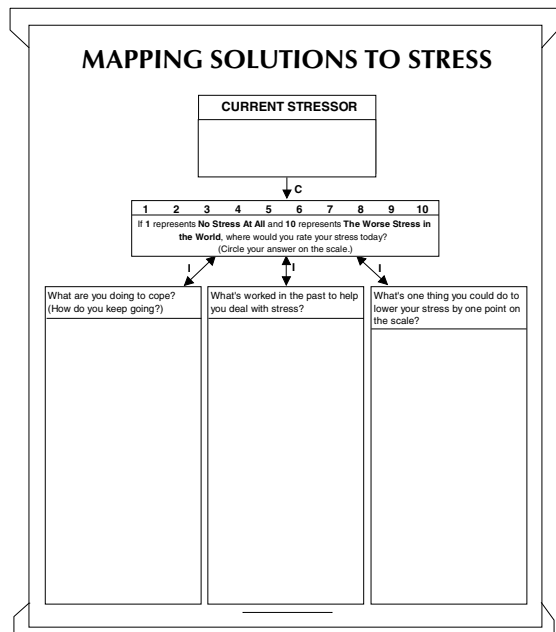 MAPPING SOLUTIONS TO STRESS
CURRENT STRESSOR
C
1 2 3 4 5 6 7 8 9 10
If 1 represents No Stress At All and 10 represents The Worse Stress in
the World, where would you rate your stress today?
(Circle your answer on the scale.)
I I I
What are you doing to cope?
(How do you keep going?)
What's worked in the past to help
you deal with stress?
What's one thing you could do to
lower your stress by one point on
the scale?